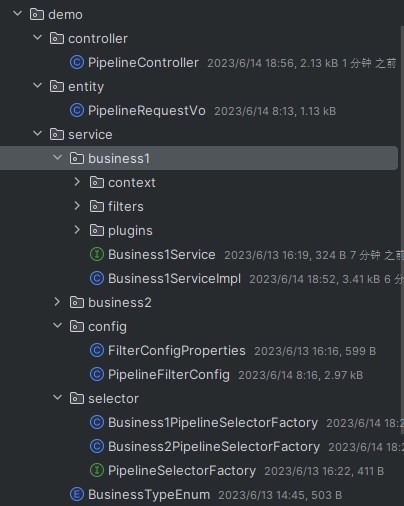 demo
controller
PipelineController 2023/6/14 18:56, 2.13 kB 1 分钟 之前
entity
PipelineRequestVo 2023/6/14 8:13, 1.13 kB
service
business1
context
filters
plugins
Business1Service 2023/6/13 16:19, 324 B 7 分钟 之前
Business1ServiceImpl 2023/6/14 18:52, 3.41 kB 6 分
business2
config
FilterConfigProperties 2023/6/13 16:16, 599 B
PipelineFilterConfig 2023/6/14 8:16, 2.97 kB
selector
Business1PipelineSelectorFactory 2023/6/14 18:2
Business2PipelineSelectorFactory 2023/6/14 18:2
PipelineSelectorFactory 2023/6/13 16:22, 411 B
BusinessTypeEnum 2023/6/13 14:45, 503 B